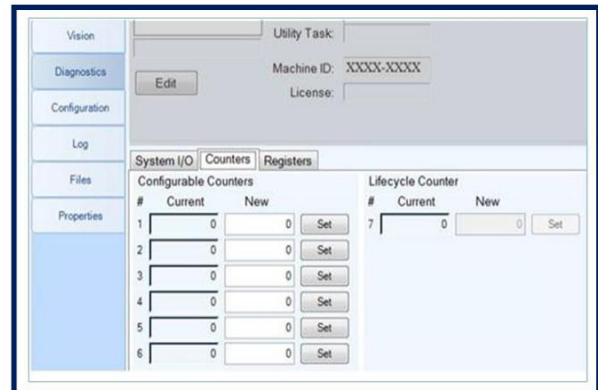 Vision
Diagnostics
Configuration
Log
Files
Properties
Utility Task:
Machine ID: XXXX-XXXX
Edit
License:
System I/O Counters Registers
Configurable Counters Lifecycle Counter
# Current New # Current New
1 0 0 Set 7 0 0 Set
2 0 0 Set
3 0 0 Set
4 0 0 Set
5 0 0 Set
6 0 0 Set